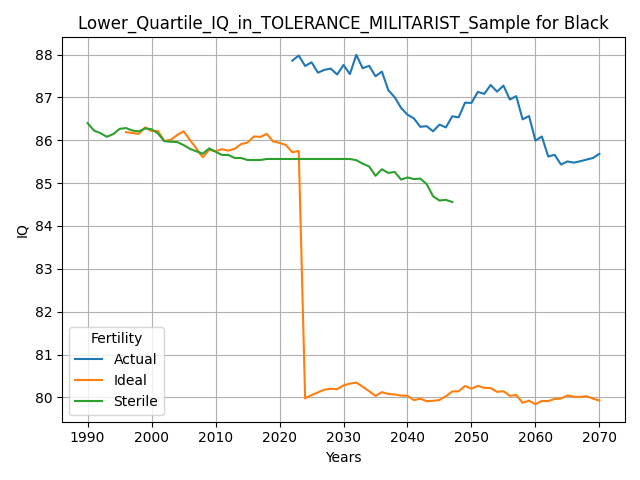 Lower_Quartile_IQ_in_TOLERANCE_MILITARIST_Sample for Black
88
87
86
85
84
83
82
81
80
IQ
Fertility
Actual
Ideal
Sterile
1990 2000 2010 2020 2030 2040 2050 2060 2070
Years